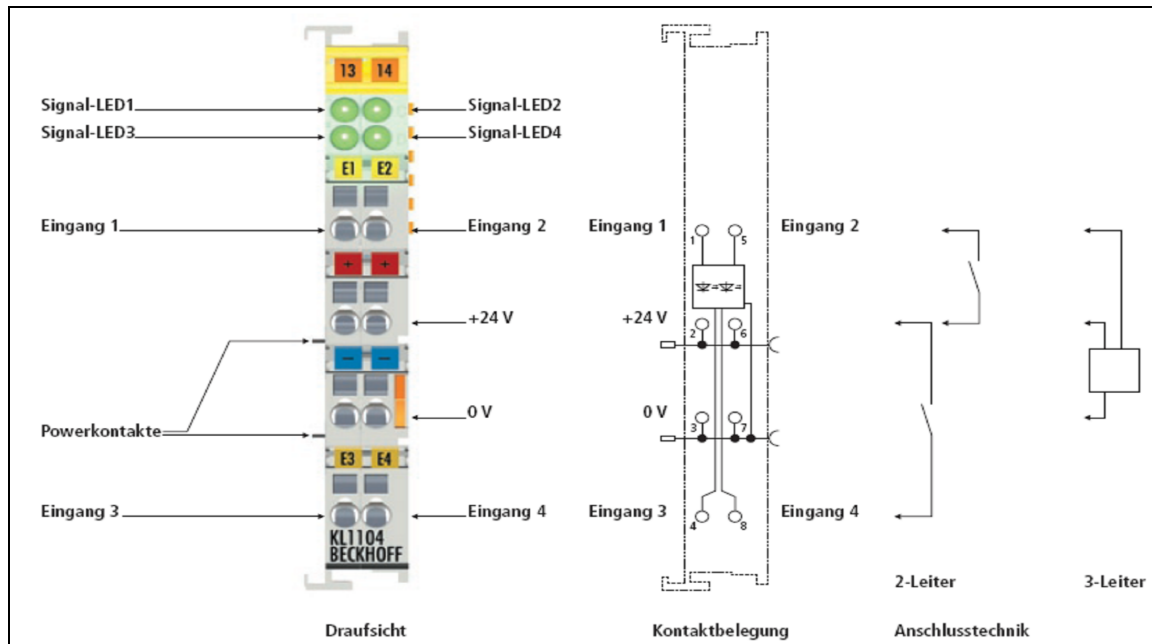 13 14
Signal-LED1
Signal-LED2
Signal-LED3
Signal-LED4
E1 E2
Eingang 1
Eingang 2
+ +
+24 V
− −
0 V
Powerkontakte
E3 E4
Eingang 3
Eingang 4
KL1104
BECKHOFF
Draufsicht
Eingang 1
1
5
Eingang 2
+24 V
2
6
0 V
3
7
Eingang 3
4
8
Eingang 4
Kontaktbelegung
2-Leiter
3-Leiter
Anschlusstechnik